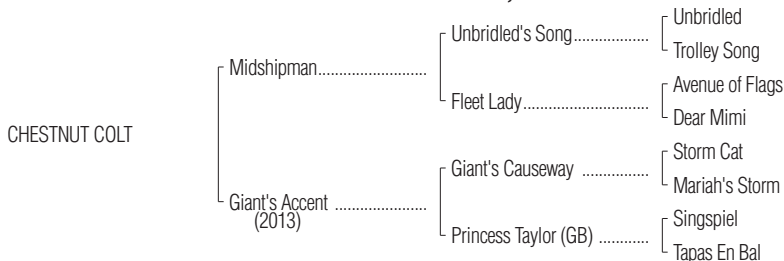 Unbridled
Unbridled's Song..................
Trolley Song
Midshipman...........................
Avenue of Flags
Fleet Lady..............................
Dear Mimi
CHESTNUT COLT
Storm Cat
Giant's Causeway .................
Mariah's Storm
Giant's Accent .......................
(2013)
Singspiel
Princess Taylor (GB) ............
Tapas En Bal